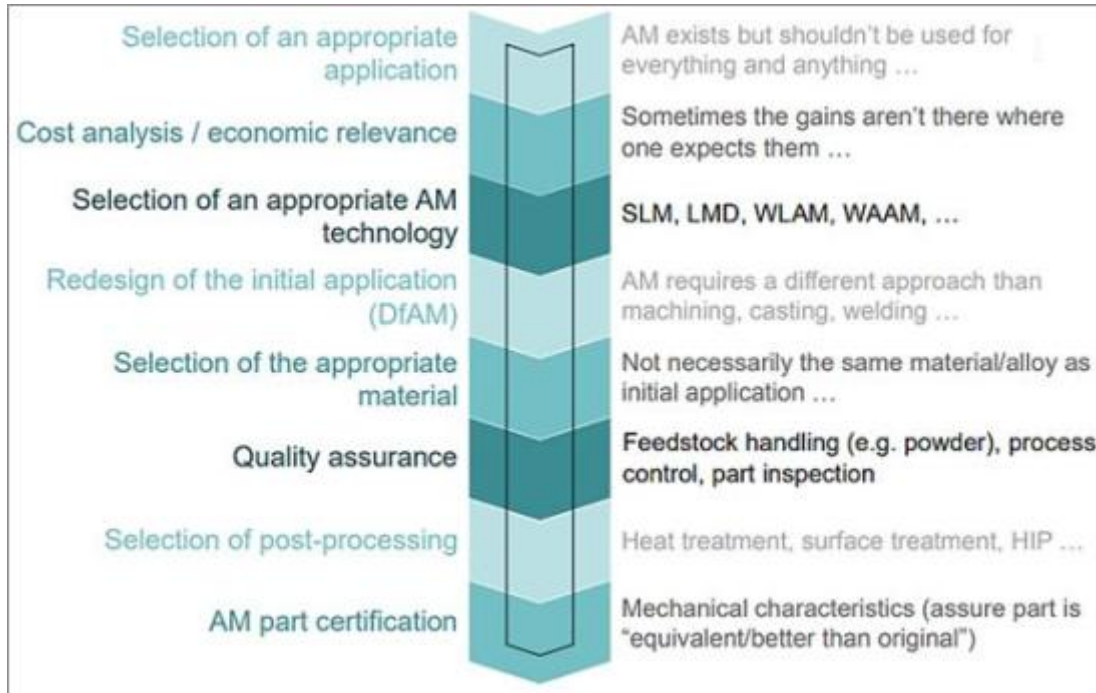 Selection of an appropriate
application
AM exists but shouldn't be used for
everything and anything …
Cost analysis / economic relevance
Sometimes the gains aren't there where
one expects them …
Selection of an appropriate AM
technology
SLM, LMD, WLAM, WAAM, …
Redesign of the initial application
(DfAM)
AM requires a different approach than
machining, casting, welding …
Selection of the appropriate
material
Not necessarily the same material/alloy as
initial application …
Quality assurance
Feedstock handling (e.g. powder), process
control, part inspection
Selection of post-processing
Heat treatment, surface treatment, HIP …
AM part certification
Mechanical characteristics (assure part is
“equivalent/better than original”)